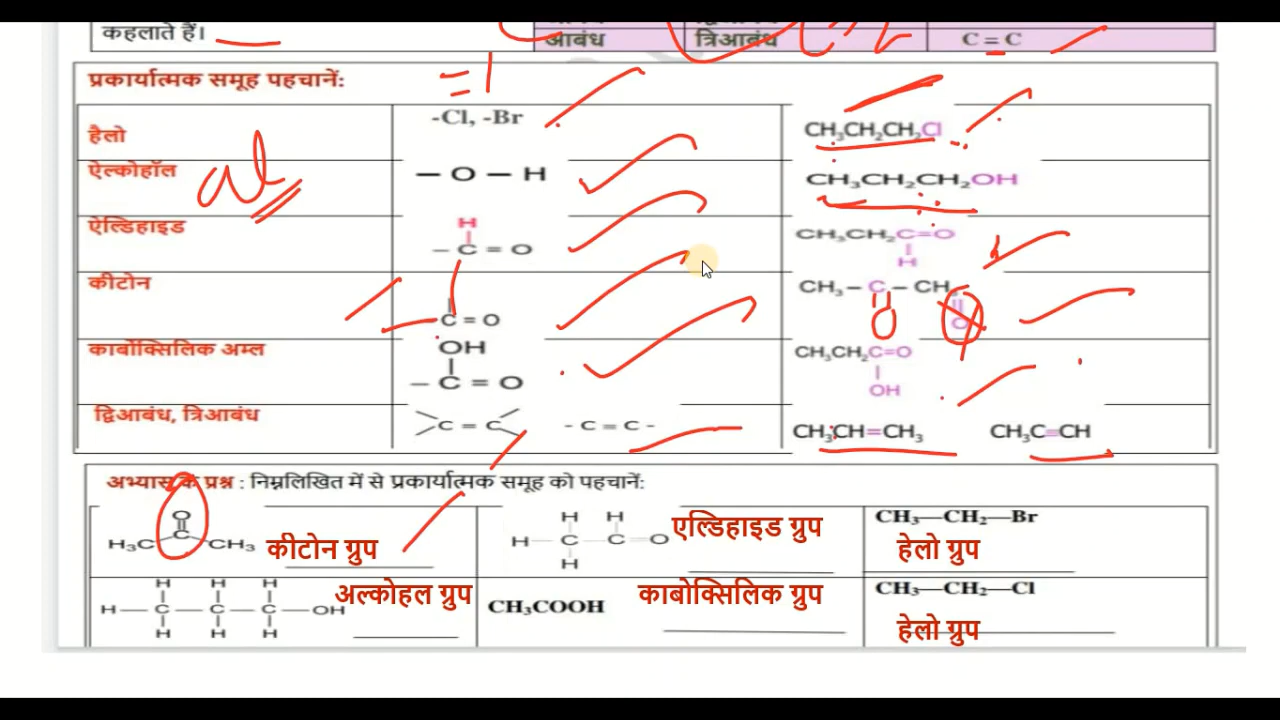 कहलाते हैं।
आबंध त्रिआबंध C = C
प्रकार्यात्मक समूह पहचानें:
=1
हैलो -Cl, -Br CH₃CH₂CH₂Cl
ऐल्कोहॉल — O — H CH₃CH₂CH₂OH
al
ऐल्डिहाइड H
– C = O CH₃CH₂C=O
H
कीटोन C = O CH₃ – C – CH₃
O O
कार्बोक्सिलिक अम्ल OH
– C = O CH₃CH₂C=O
OH
द्विआबंध, त्रिआबंध C = C - C = C - CH₃CH=CH₃ CH₃C=CH
अभ्यास के प्रश्न : निम्नलिखित में से प्रकार्यात्मक समूह को पहचानें:
O
H₃C C CH₃ कीटोन ग्रुप
H H
H — C — C = O एल्डिहाइड ग्रुप
H
CH₃—CH₂—Br
हेलो ग्रुप
H H H
H — C — C — C — OH अल्कोहल ग्रुप
H H H
CH₃COOH काबोक्सिलिक ग्रुप
CH₃—CH₂—Cl
हेलो ग्रुप